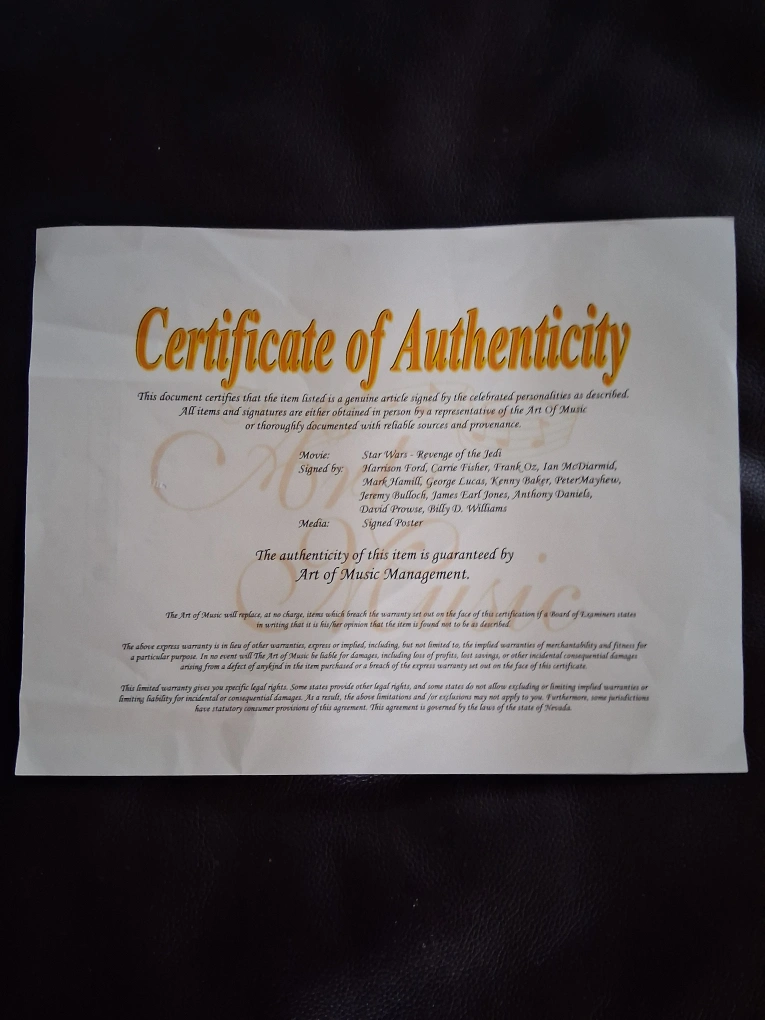 Certificate of Authenticity
This document certifies that the item listed is a genuine article signed by the celebrated personalities as described.
All items and signatures are either obtained in person by a representative of the Art Of Music
or thoroughly documented with reliable sources and provenance.
Art of
Music
Movie: Star Wars - Revenge of the Jedi
Signed by: Harrison Ford, Carrie Fisher, Frank Oz, Ian McDiarmid,
Mark Hamill, George Lucas, Kenny Baker, PeterMayhew,
Jeremy Bulloch, James Earl Jones, Anthony Daniels,
David Prowse, Billy D. Williams
Media: Signed Poster
The authenticity of this item is guaranteed by
Art of Music Management.
The Art of Music will replace, at no charge, items which breach the warranty set out on the face of this certification if a Board of Examiners states
in writing that it is his/her opinion that the item is found not to be as described.
The above express warranty is in lieu of other warranties, express or implied, including, but not limited to, the implied warranties of merchantability and fitness for
a particular purpose. In no event will The Art of Music be liable for damages, including loss of profits, lost savings, or other incidental consequential damages
arising from a defect of anykind in the item purchased or a breach of the express warranty set out on the face of this certificate.
This limited warranty gives you specific legal rights. Some states provide other legal rights, and some states do not allow excluding or limiting implied warranties or
limiting liability for incidental or consequential damages. As a result, the above limitations and /or exclusions may not apply to you. Furthermore, some jurisdictions
have statutory consumer provisions of this agreement. This agreement is governed by the laws of the state of Nevada.